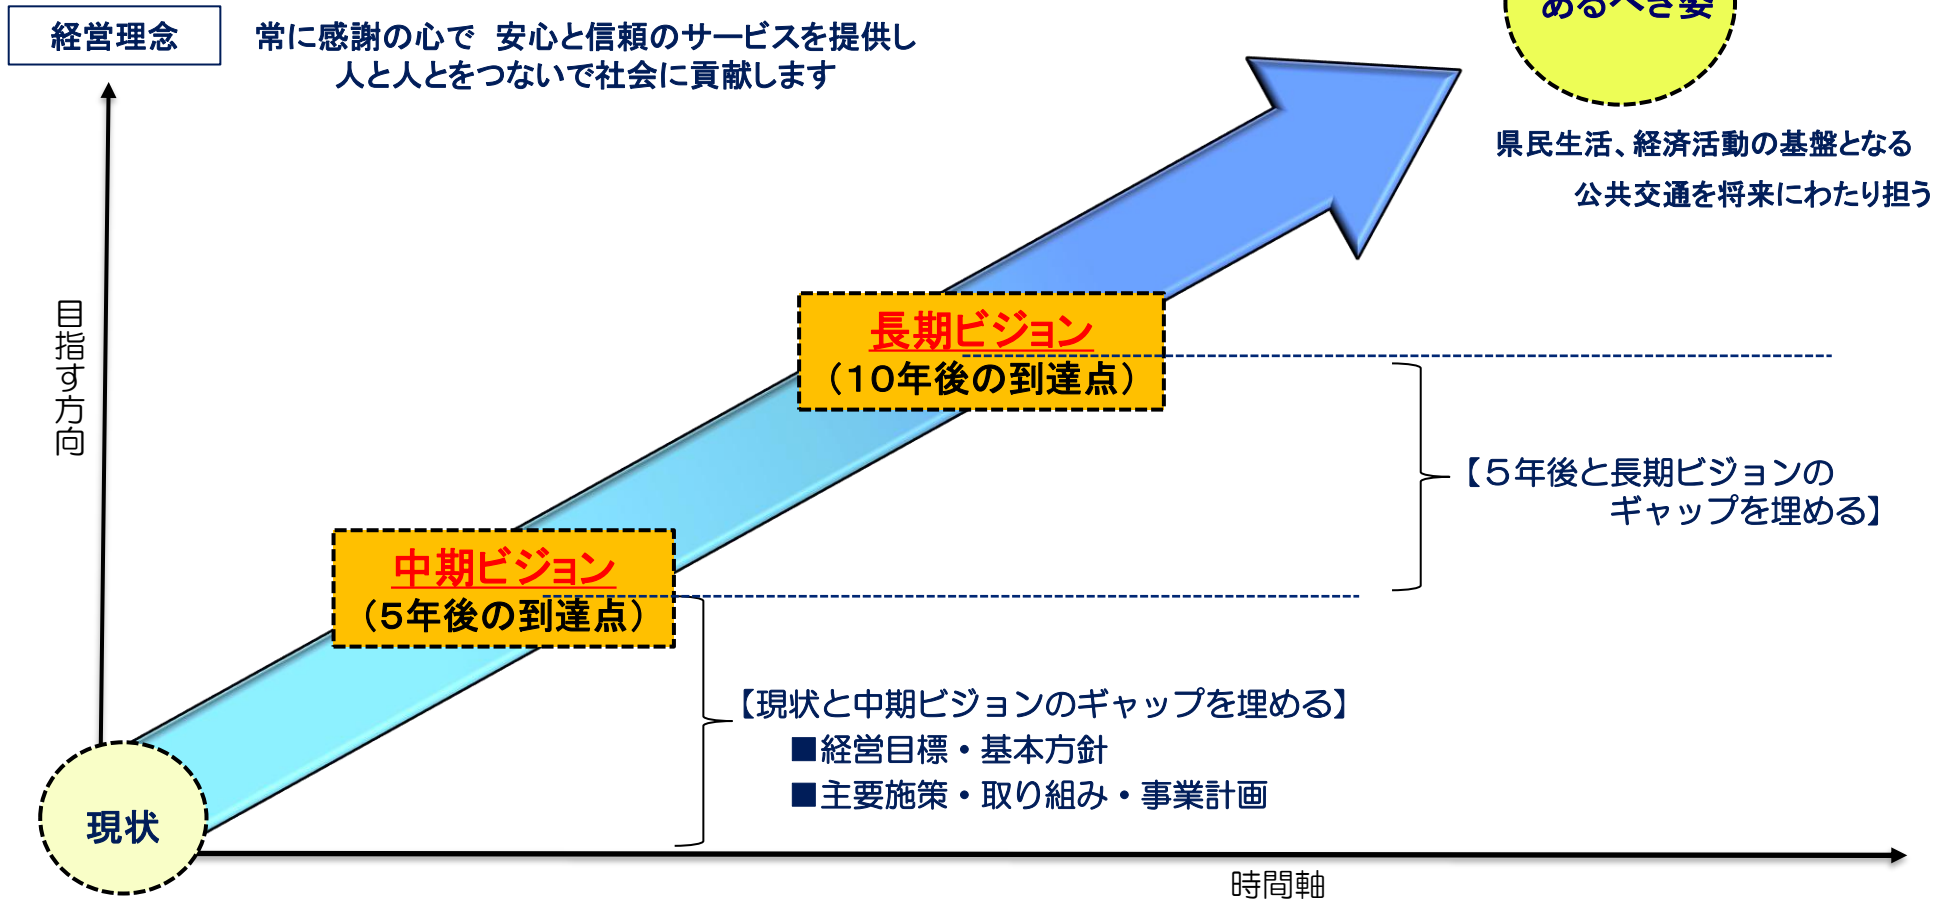 経営理念
常に感謝の心で 安心と信頼のサービスを提供し
人と人とをつないで社会に貢献します
あるべき姿
県民生活、経済活動の基盤となる
公共交通を将来にわたり担う
目指す方向
長期ビジョン
（10年後の到達点）
【５年後と長期ビジョンの
ギャップを埋める】
中期ビジョン
（5年後の到達点）
【現状と中期ビジョンのギャップを埋める】
■経営目標・基本方針
■主要施策・取り組み・事業計画
現状
時間軸